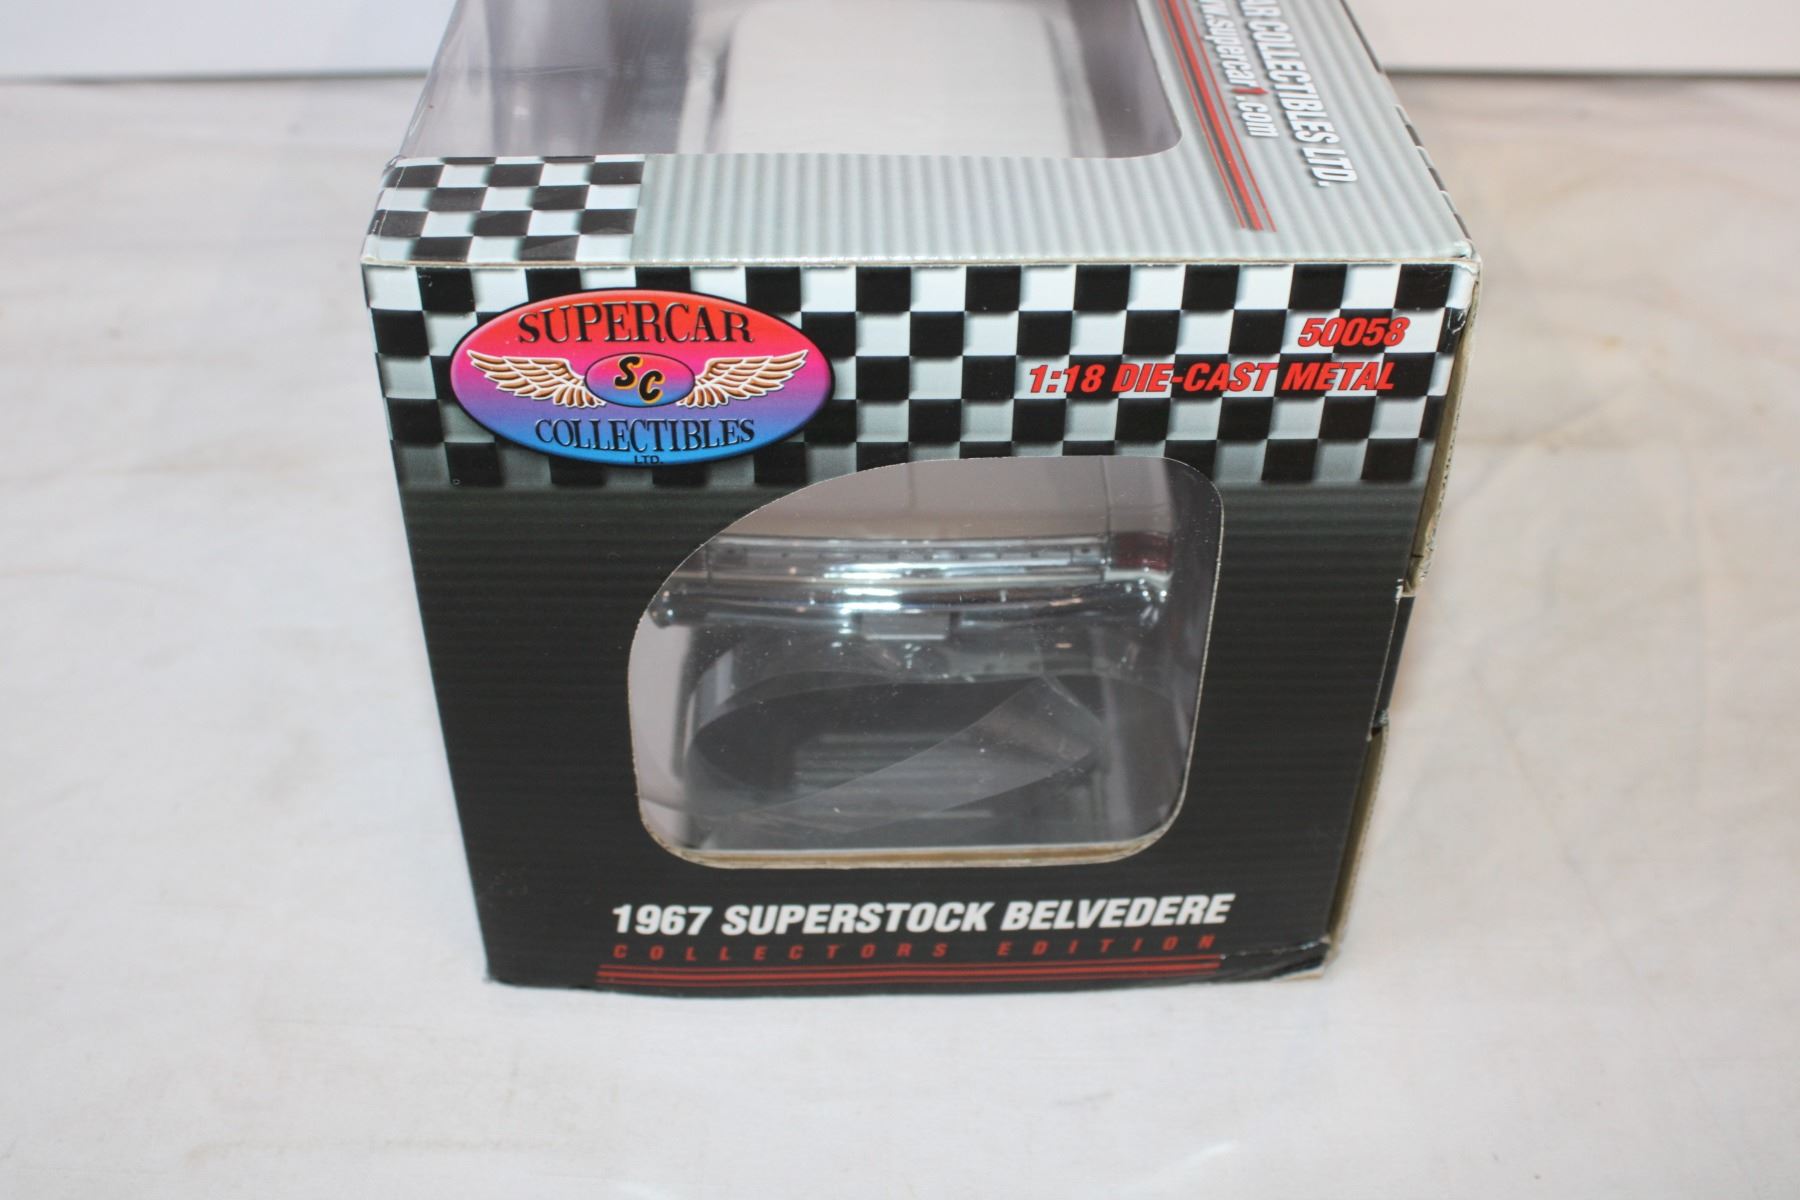 COLLECTIBLES LTD.
.supercar1.com
SUPERCAR
SC
COLLECTIBLES
LTD.
50058
1:18 DIE-CAST METAL
1967 SUPERSTOCK BELVEDERE
COLLECTORS EDITION